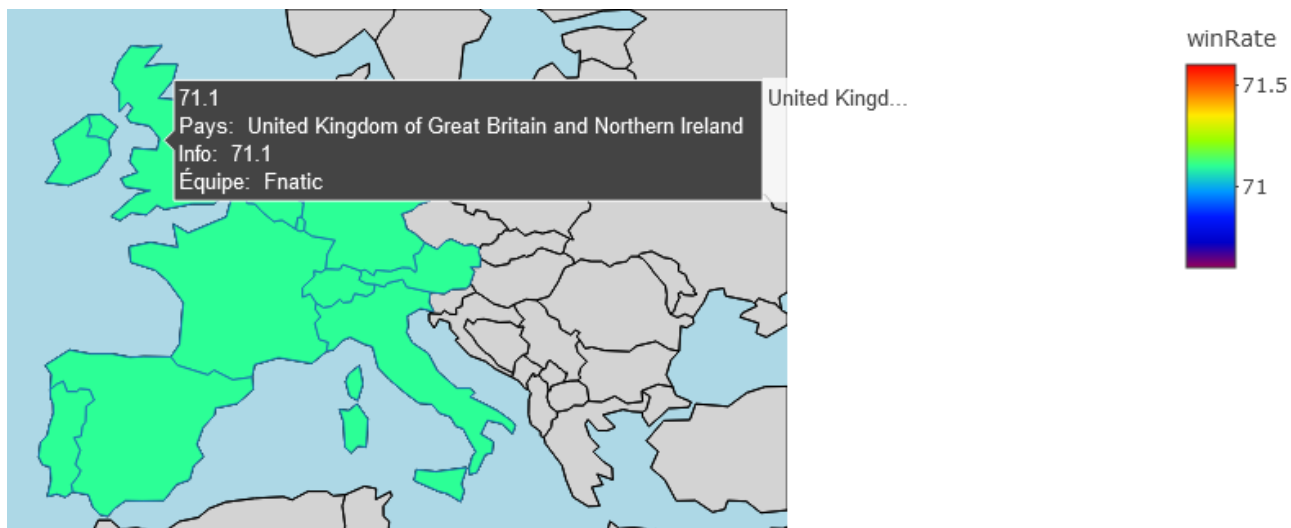 71.1
Pays: United Kingdom of Great Britain and Northern Ireland
Info: 71.1
Équipe: Fnatic
United Kingd...
winRate
71.5
71